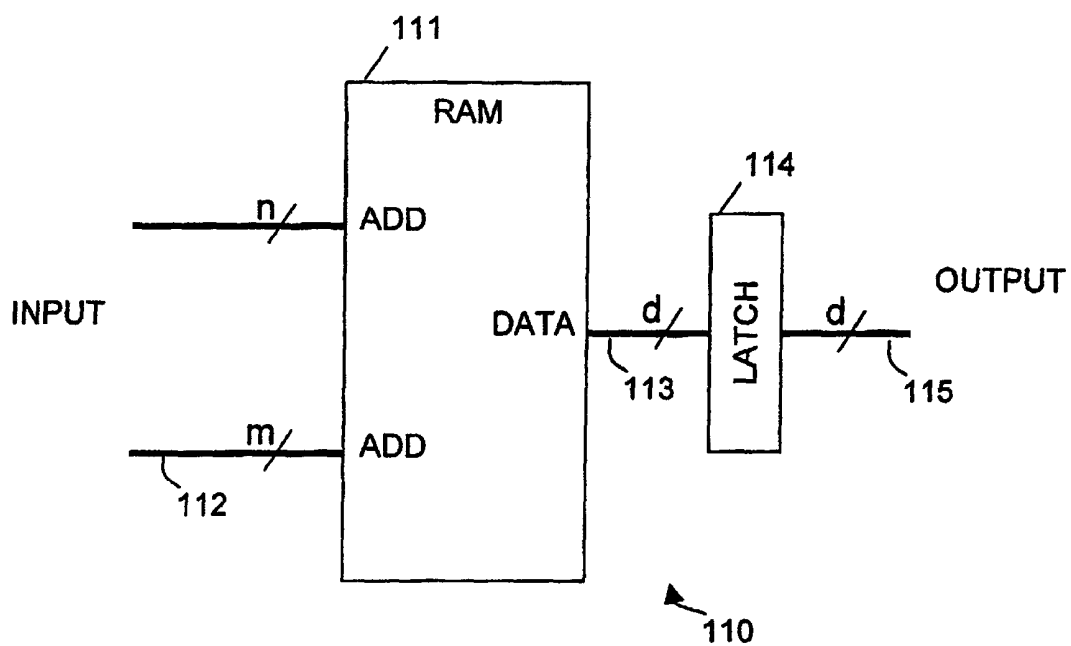 111
RAM
114
n
ADD
OUTPUT
INPUT
DATA
d
LATCH
d
113
115
m
ADD
112
110